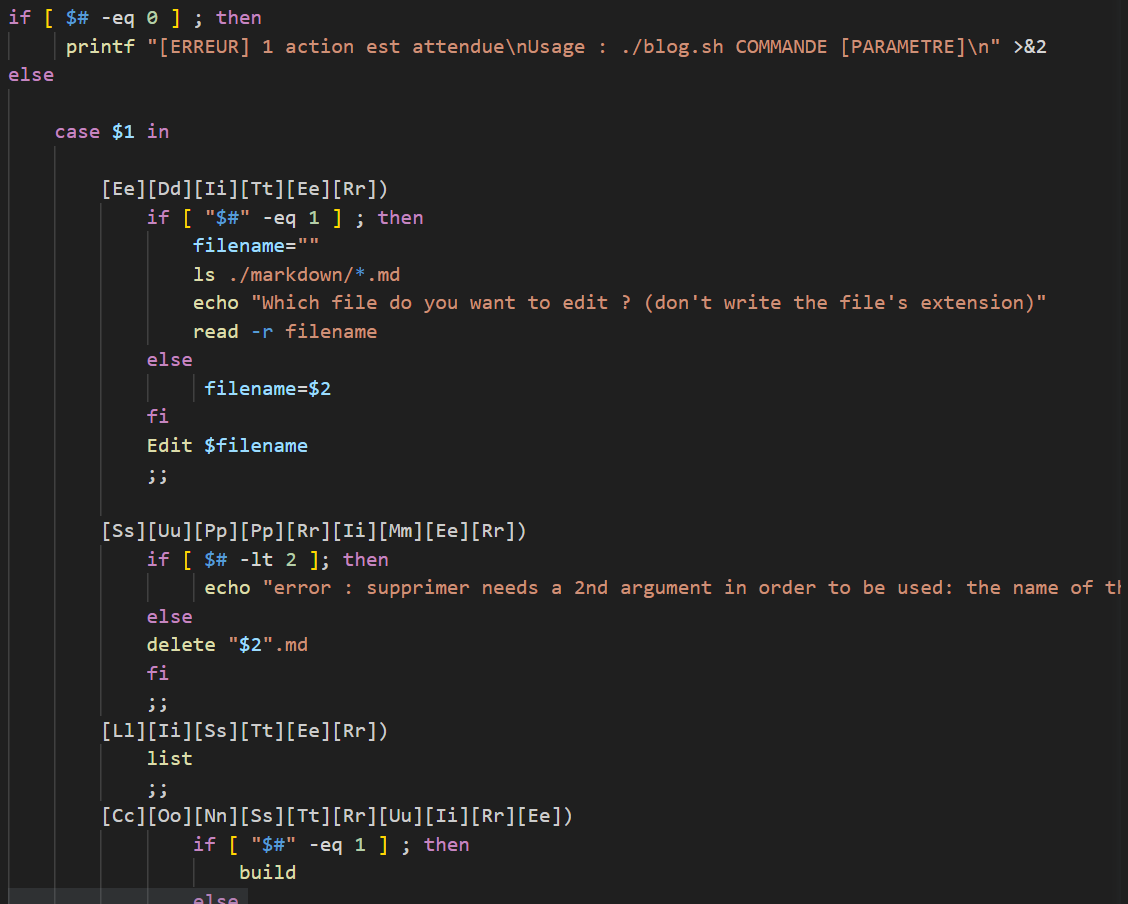 if [ $# -eq 0 ] ; then
printf "[ERREUR] 1 action est attendue\nUsage : ./blog.sh COMMANDE [PARAMETRE]\n" >&2
else
case $1 in
[Ee][Dd][Ii][Tt][Ee][Rr])
if [ "$#" -eq 1 ] ; then
filename=""
ls ./markdown/*.md
echo "Which file do you want to edit ? (don't write the file's extension)"
read -r filename
else
filename=$2
fi
Edit $filename
;;
[Ss][Uu][Pp][Pp][Rr][Ii][Mm][Ee][Rr])
if [ $# -lt 2 ]; then
echo "error : supprimer needs a 2nd argument in order to be used: the name of
else
delete "$2".md
fi
;;
[Ll][Ii][Ss][Tt][Ee][Rr])
list
;;
[Cc][Oo][Nn][Ss][Tt][Rr][Uu][Ii][Rr][Ee])
if [ "$#" -eq 1 ] ; then
build
else